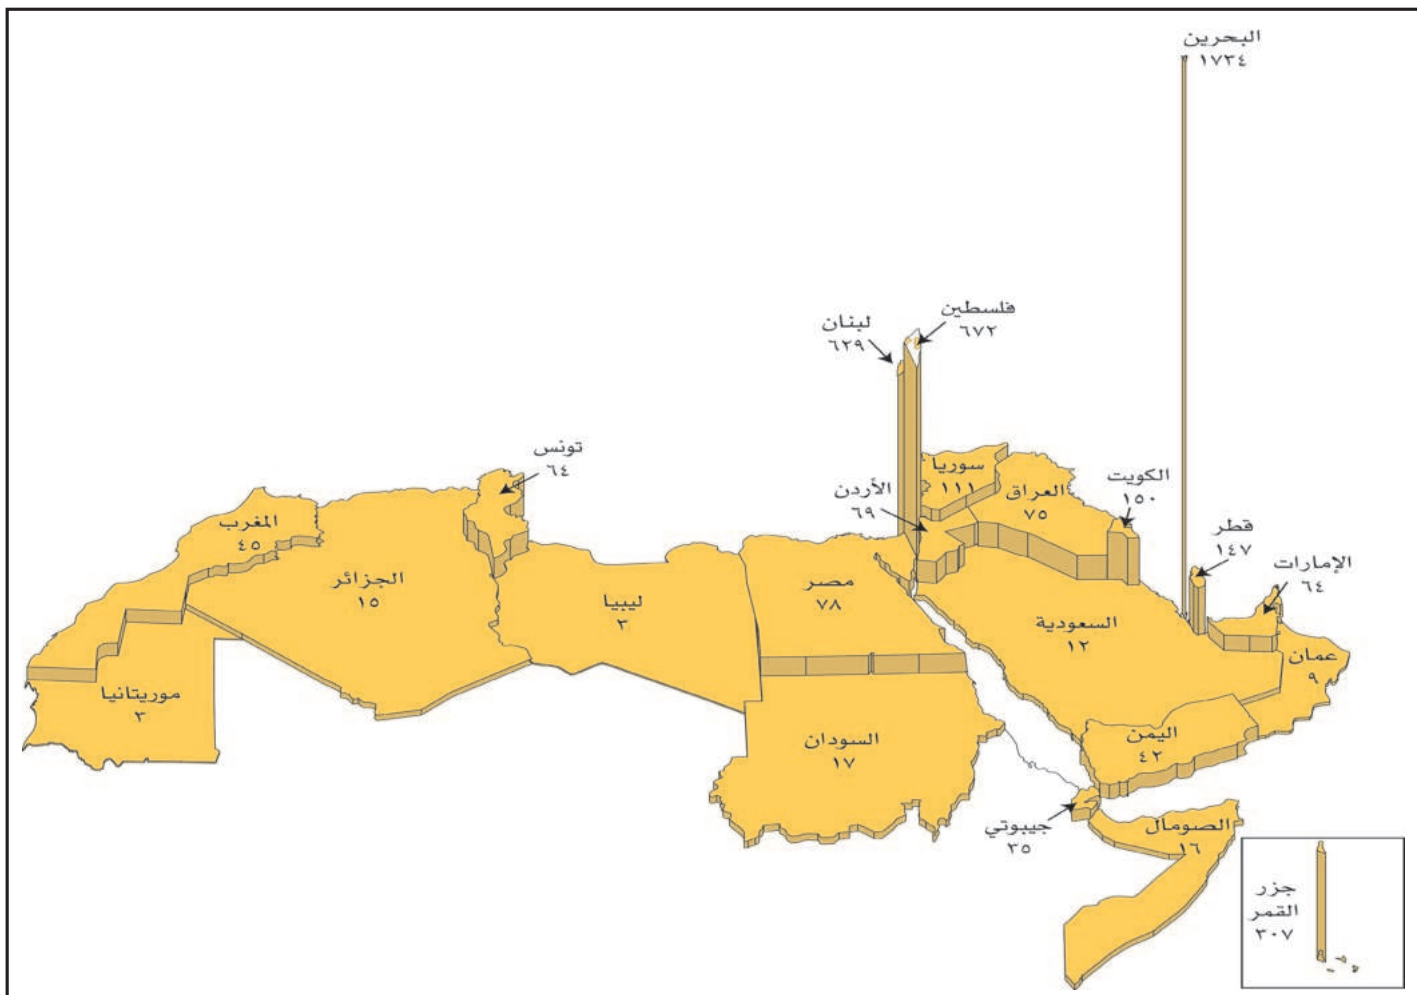 البحرين
١٧٣٤
فلسطين
٦٧٢
لبنان
٦٢٩
تونس
٦٤
سوريا
١١١
الكويت
١٥٠
العراق
٧٥
الأردن
٦٩
المغرب
٤٥
قطر
١٤٧
الإمارات
٦٤
الجزائر
١٥
مصر
٧٨
ليبيا
٣
السعودية
١٢
عمان
٩
موريتانيا
٣
اليمن
٤٢
السودان
١٧
جيبوتي
٣٥
الصومال
١٦
جزر
القمر
٣٠٧